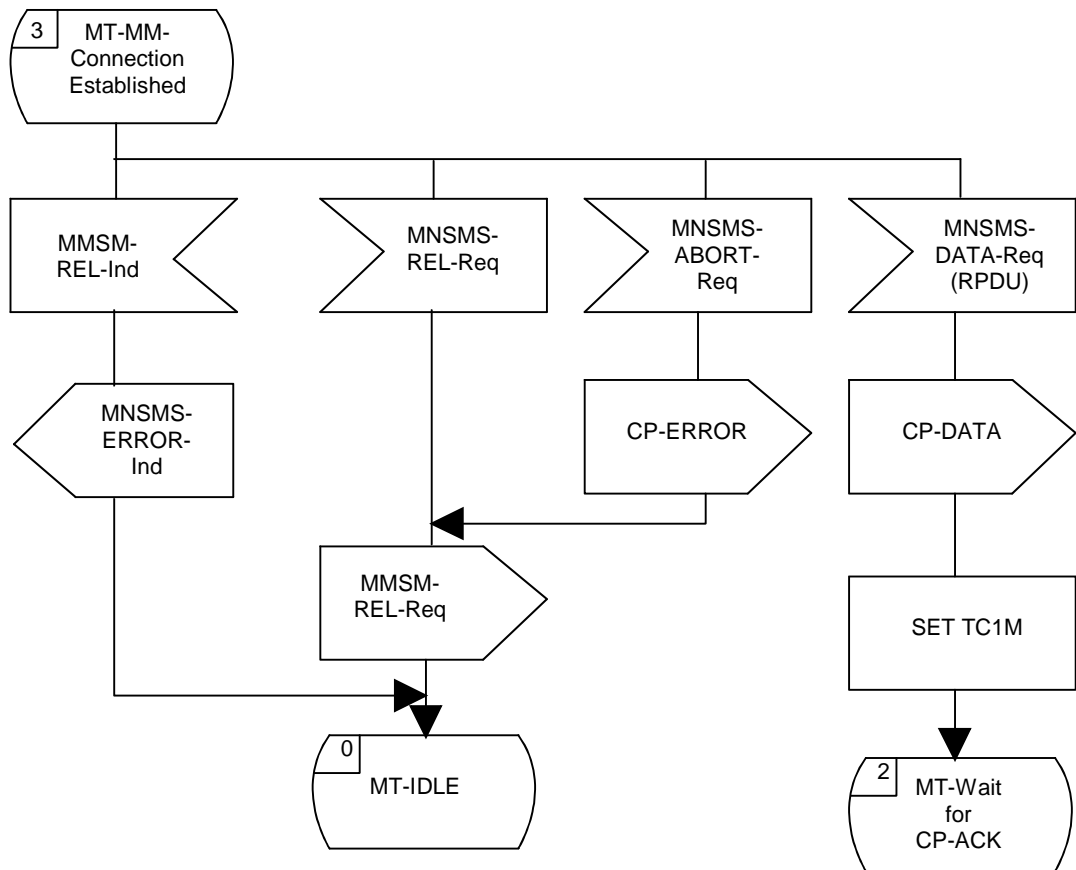 3
MT-MM-
Connection
Established
MMSM-
REL-Ind
MNSMS-
REL-Req
MNSMS-
ABORT-
Req
MNSMS-
DATA-Req
(RPDU)
MNSMS-
ERROR-
Ind
CP-ERROR
CP-DATA
MMSM-
REL-Req
SET TC1M
0
MT-IDLE
2
MT-Wait
for
CP-ACK